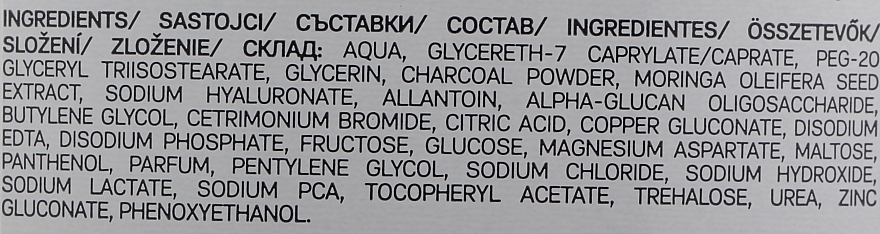 INGREDIENTS/ SASTOJCI/ СЪСТАВКИ/ СОСТАВ/ INGREDIENTES/ ÖSSZETEVŐK/
SLOŽENÍ/ ZLOŽENIE/ СКЛАД: AQUA, GLYCERETH-7 CAPRYLATE/CAPRATE, PEG-20
GLYCERYL TRIISOSTEARATE, GLYCERIN, CHARCOAL POWDER, MORINGA OLEIFERA SEED
EXTRACT, SODIUM HYALURONATE, ALLANTOIN, ALPHA-GLUCAN OLIGOSACCHARIDE,
BUTYLENE GLYCOL, CETRIMONIUM BROMIDE, CITRIC ACID, COPPER GLUCONATE, DISODIUM
EDTA, DISODIUM PHOSPHATE, FRUCTOSE, GLUCOSE, MAGNESIUM ASPARTATE, MALTOSE,
PANTHENOL, PARFUM, PENTYLENE GLYCOL, SODIUM CHLORIDE, SODIUM HYDROXIDE,
SODIUM LACTATE, SODIUM PCA, TOCOPHERYL ACETATE, TREHALOSE, UREA, ZINC
GLUCONATE, PHENOXYETHANOL.